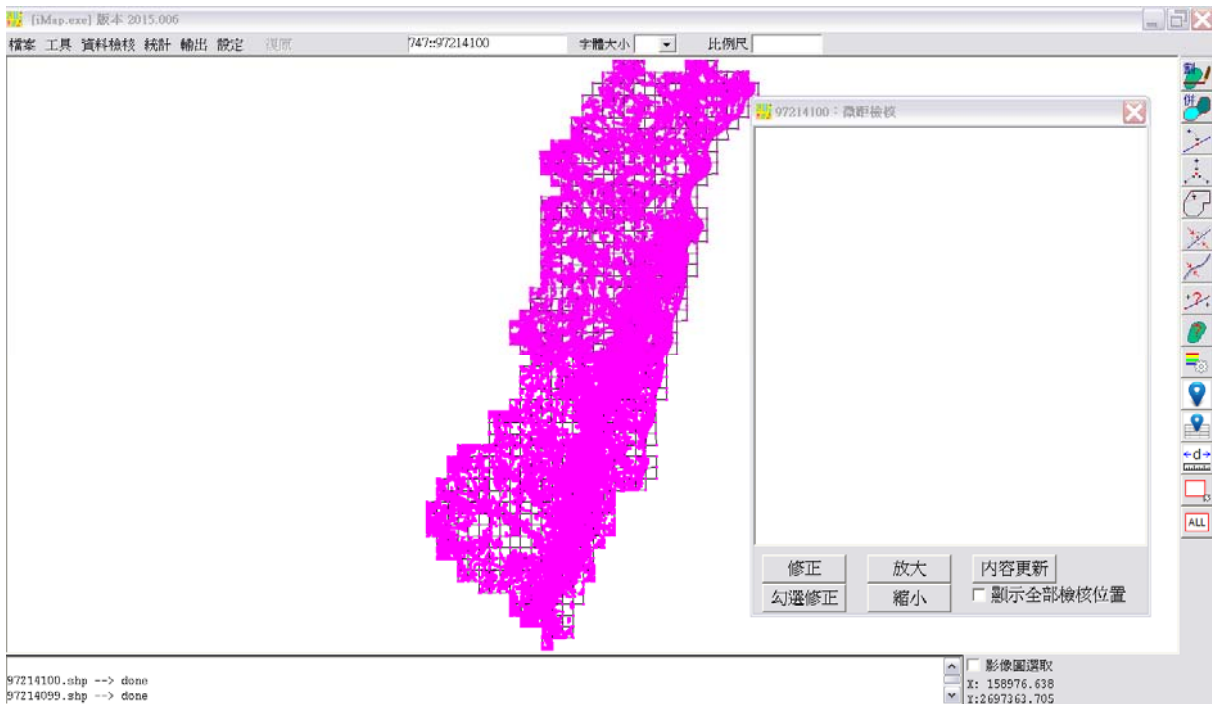 {iMap.exe} 版本 2015.006
檔案 工具 資料檢核 統計 輸出 設定 復原 747::97214100 字體大小 比例尺
97214100：微距檢核
修正 放大 內容更新
勾選修正 縮小 顯示全部檢核位置
割
併
d
ALL
97214100.shp --> done
97214099.shp --> done
影像圖選取
X: 158976.638
Y:2697363.705